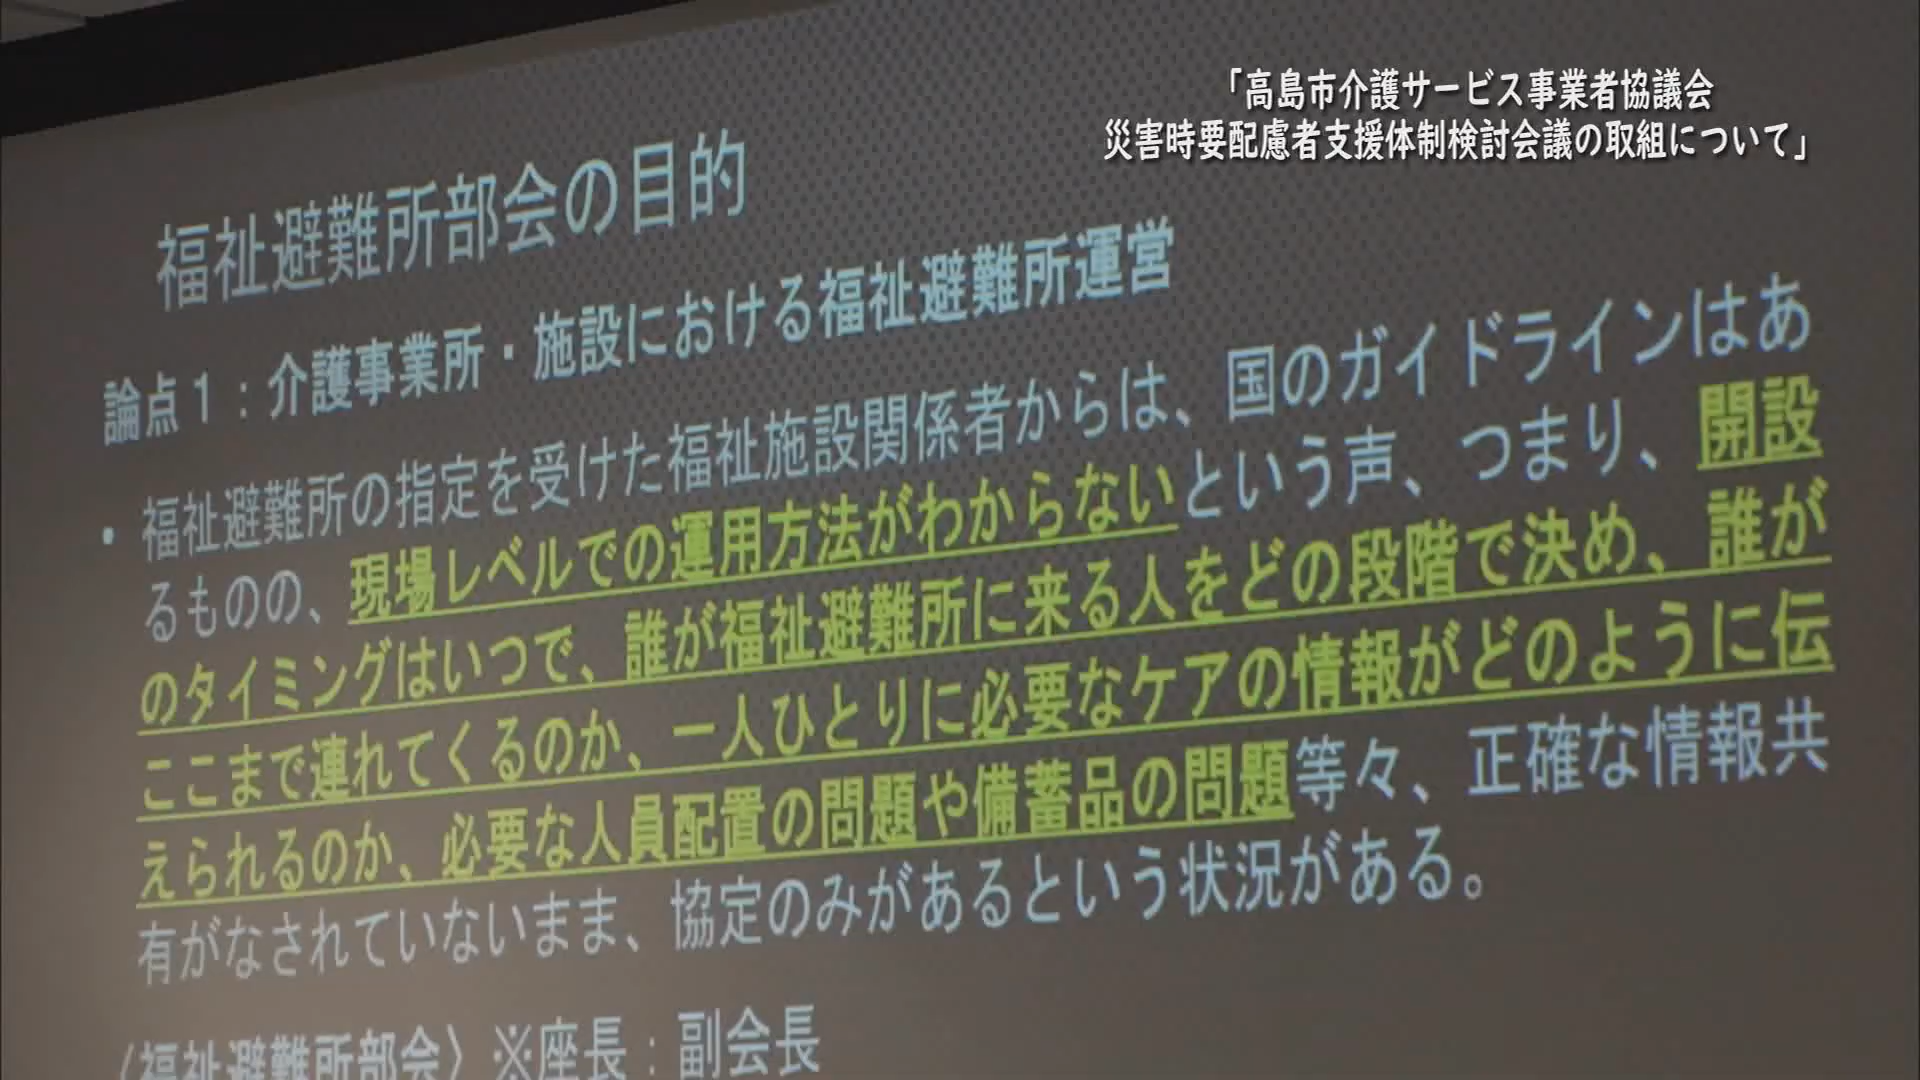 「高島市介護サービス事業者協議会
災害時要配慮者支援体制検討会議の取組について」
福祉避難所部会の目的
論点1：介護事業所・施設における福祉避難所運営
• 福祉避難所の指定を受けた福祉施設関係者からは、国のガイドラインはあ
るものの、現場レベルでの運用方法がわからないという声、つまり、開設
のタイミングはいつで、誰が福祉避難所に来る人をどの段階で決め、誰が
ここまで連れてくるのか、一人ひとりに必要なケアの情報がどのように伝
えられるのか、必要な人員配置の問題や備蓄品の問題等々、正確な情報共
有がなされていないまま、協定のみがあるという状況がある。
〈福祉避難所部会〉※座長：副会長